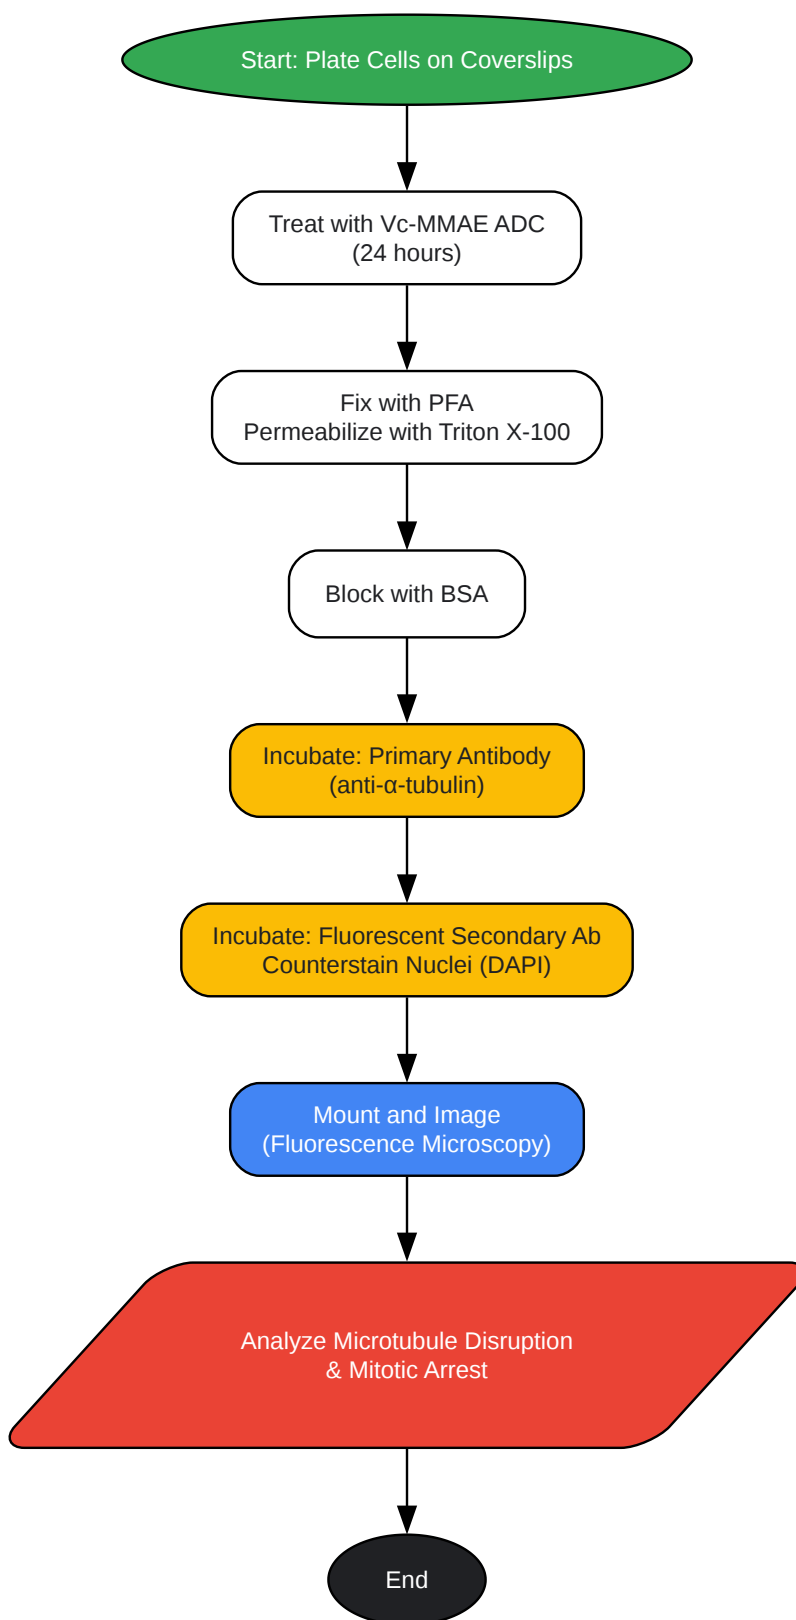 Start: Plate Cells on Coverslips
Treat with Vc-MMAE ADC
(24 hours)
Fix with PFA
Permeabilize with Triton X-100
Block with BSA
Incubate: Primary Antibody
(anti-α-tubulin)
Incubate: Fluorescent Secondary Ab
Counterstain Nuclei (DAPI)
Mount and Image
(Fluorescence Microscopy)
Analyze Microtubule Disruption
& Mitotic Arrest
End